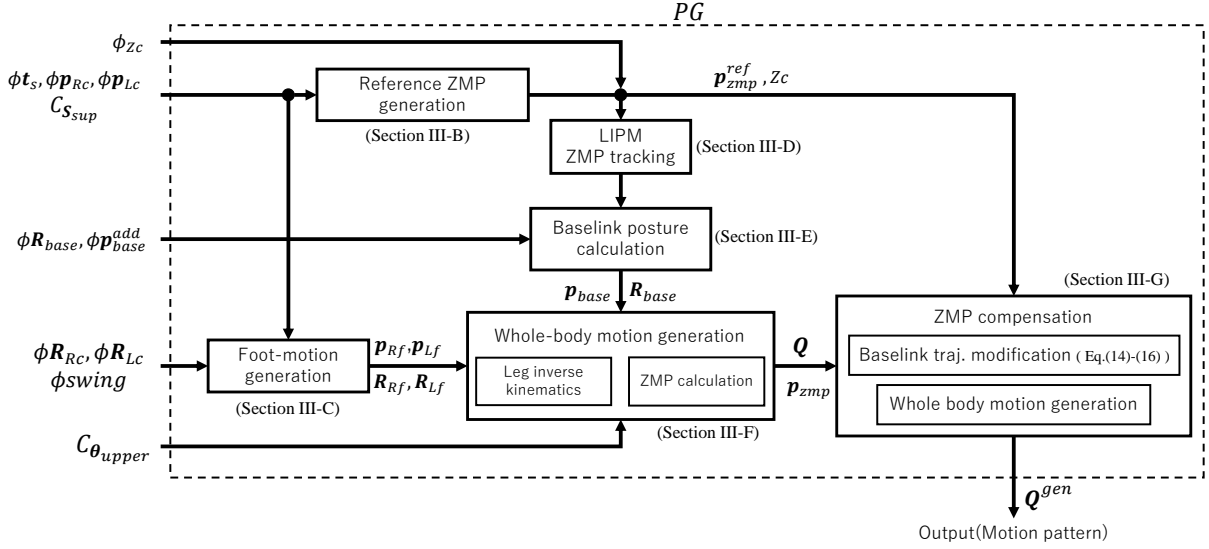 PG
ϕ_Zc
ϕt_s, ϕp_Rc, ϕp_Lc
C_S_sup
Reference ZMP
generation
(Section III-B)
p_zmp^ref , Zc
LIPM
ZMP tracking
(Section III-D)
ϕR_base, ϕp_base^add
Baselink posture
calculation
(Section III-E)
p_base R_base
(Section III-G)
ZMP compensation
Baselink traj. modification ( Eq.(14)-(16) )
Whole body motion generation
ϕR_Rc, ϕR_Lc
ϕswing
Foot-motion
generation
(Section III-C)
p_Rf, p_Lf
R_Rf, R_Lf
Whole-body motion generation
Leg inverse
kinematics
ZMP calculation
(Section III-F)
Q
p_zmp
C_θ_upper
Q^gen
Output(Motion pattern)